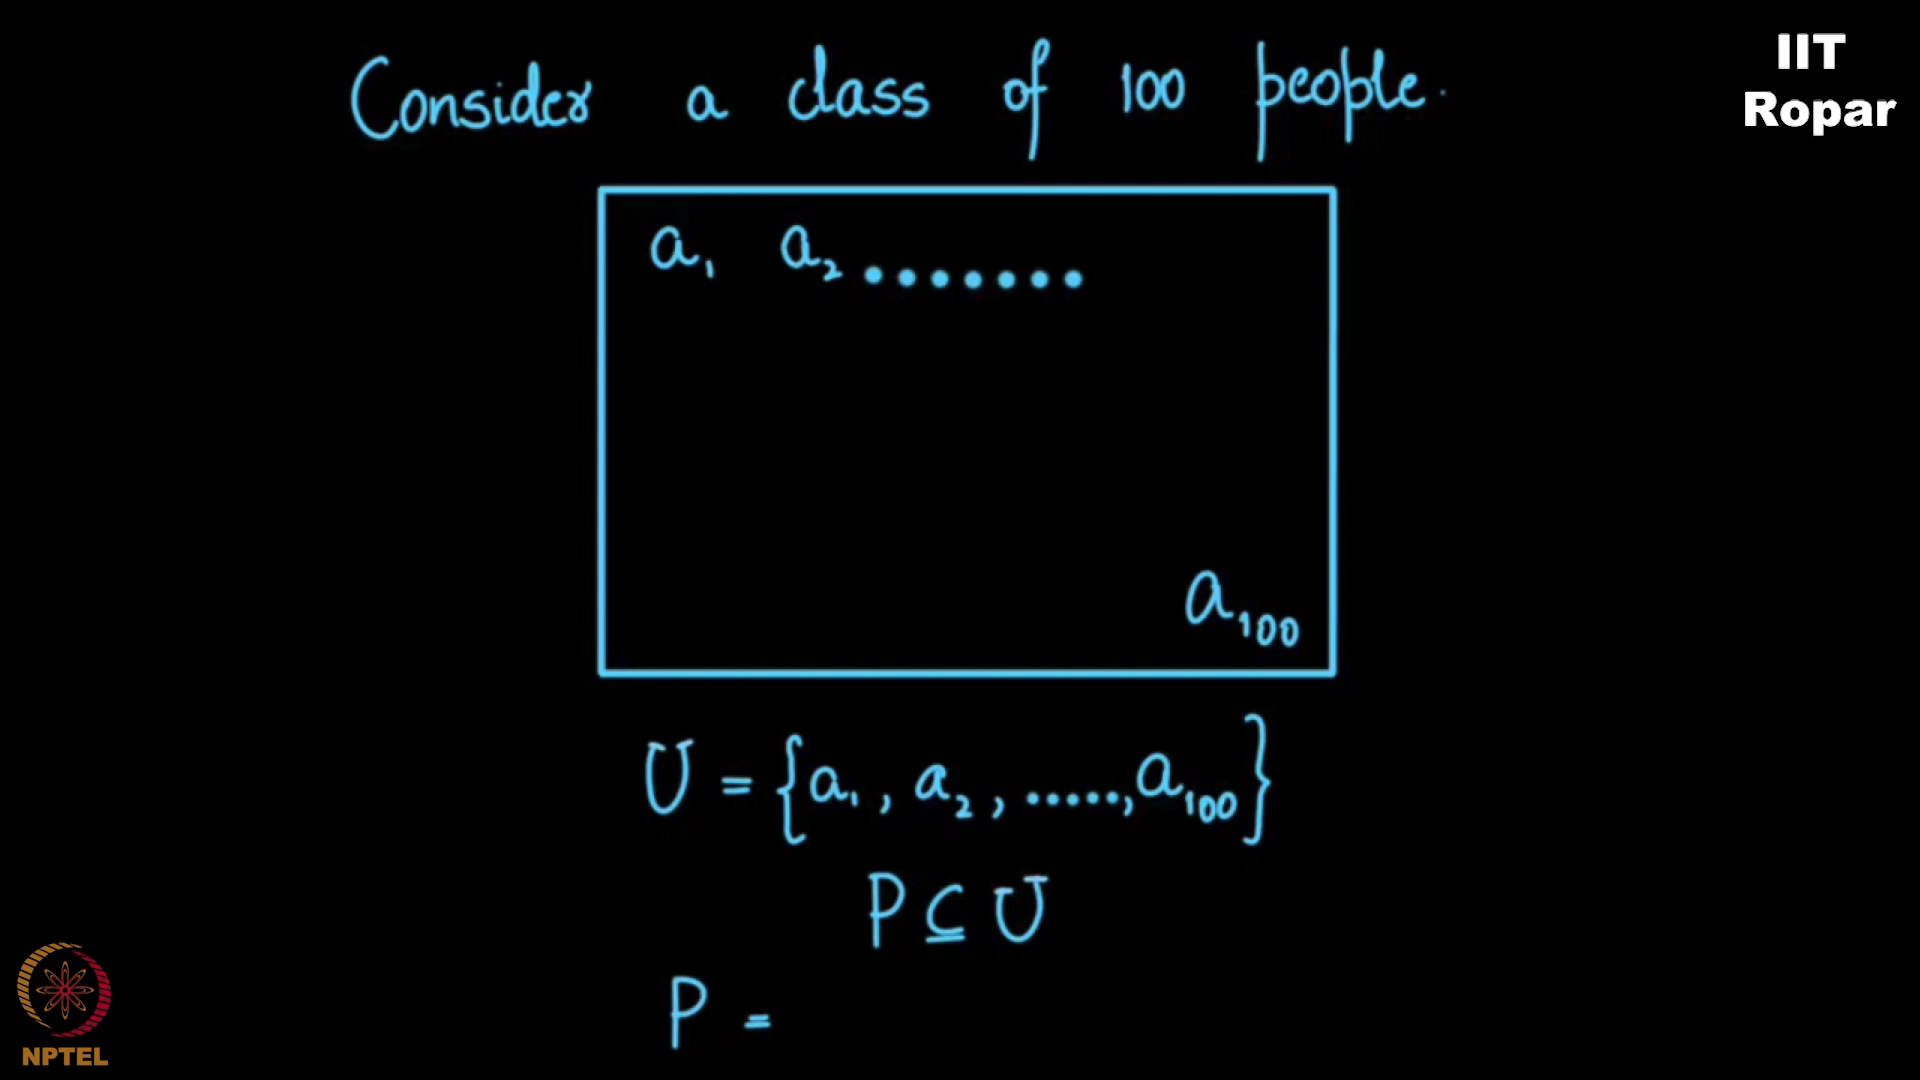 Consider a class of 100 people.
IIT
Ropar
a₁ a₂.......
a₁₀₀
U = {a₁, a₂, ....., a₁₀₀}
P ⊆ U
P =
NPTEL